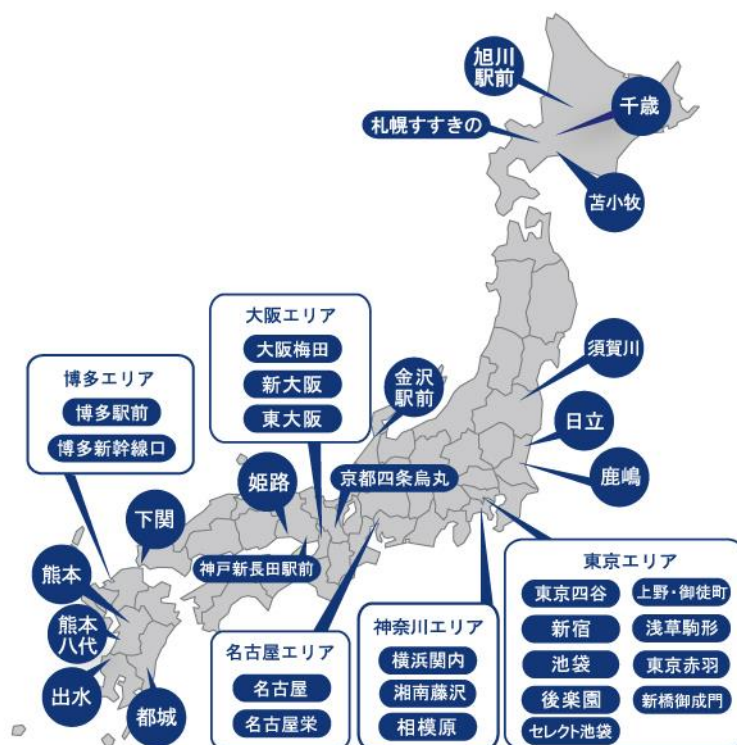 旭川
駅前
千歳
札幌すすきの
苫小牧
大阪エリア
大阪梅田
新大阪
東大阪
博多エリア
博多駅前
博多新幹線口
金沢
駅前
須賀川
日立
鹿嶋
姫路
京都四条烏丸
下関
神戸新長田駅前
熊本
熊本
八代
出水
都城
名古屋エリア
名古屋
名古屋栄
神奈川エリア
横浜関内
湘南藤沢
相模原
東京エリア
東京四谷
上野・御徒町
新宿
浅草駒形
池袋
東京赤羽
後楽園
新橋御成門
セレクト池袋